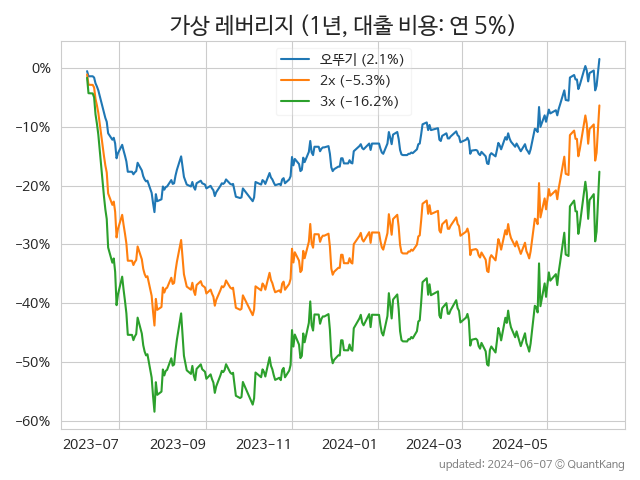 가상 레버리지 (1년, 대출 비용: 연 5%)
오뚜기 (2.1%)
2x (−5.3%)
3x (−16.2%)
0%
−10%
−20%
−30%
−40%
−50%
−60%
2023-07 2023-09 2023-11 2024-01 2024-03 2024-05
updated: 2024-06-07 © QuantKang